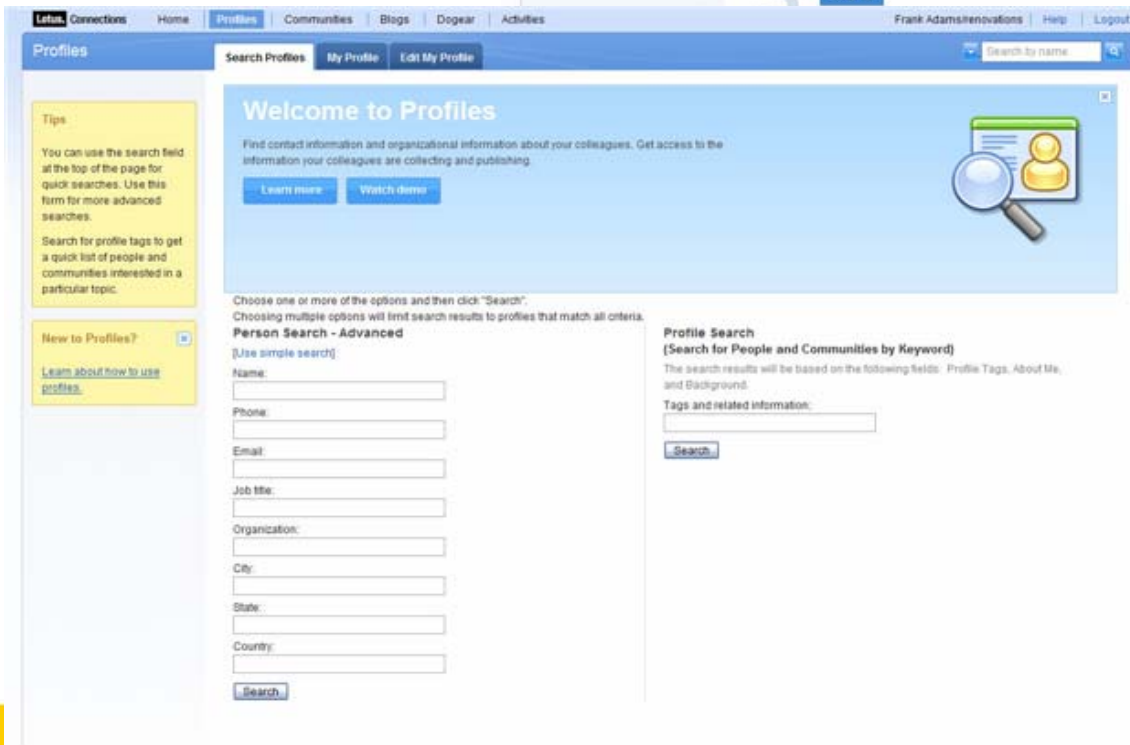 Lotus. Connections Home Profiles Communities Blogs Dogear Activities Frank Adams/renovations Help Logout
Profiles
Search Profiles My Profile Edit My Profile
Search by name
Tips
You can use the search field
at the top of the page for
quick searches. Use this
form for more advanced
searches.
Search for profile tags to get
a quick list of people and
communities interested in a
particular topic.
New to Profiles?
Learn about how to use
profiles.
Welcome to Profiles
Find contact information and organizational information about your colleagues. Get access to the
information your colleagues are collecting and publishing.
Learn more Watch demo
Choose one or more of the options and then click "Search".
Choosing multiple options will limit search results to profiles that match all criteria.
Person Search - Advanced
[Use simple search]
Name:
Phone:
Email:
Job title:
Organization:
City:
State:
Country:
Search
Profile Search
(Search for People and Communities by Keyword)
The search results will be based on the following fields: Profile Tags, About Me,
and Background.
Tags and related information:
Search